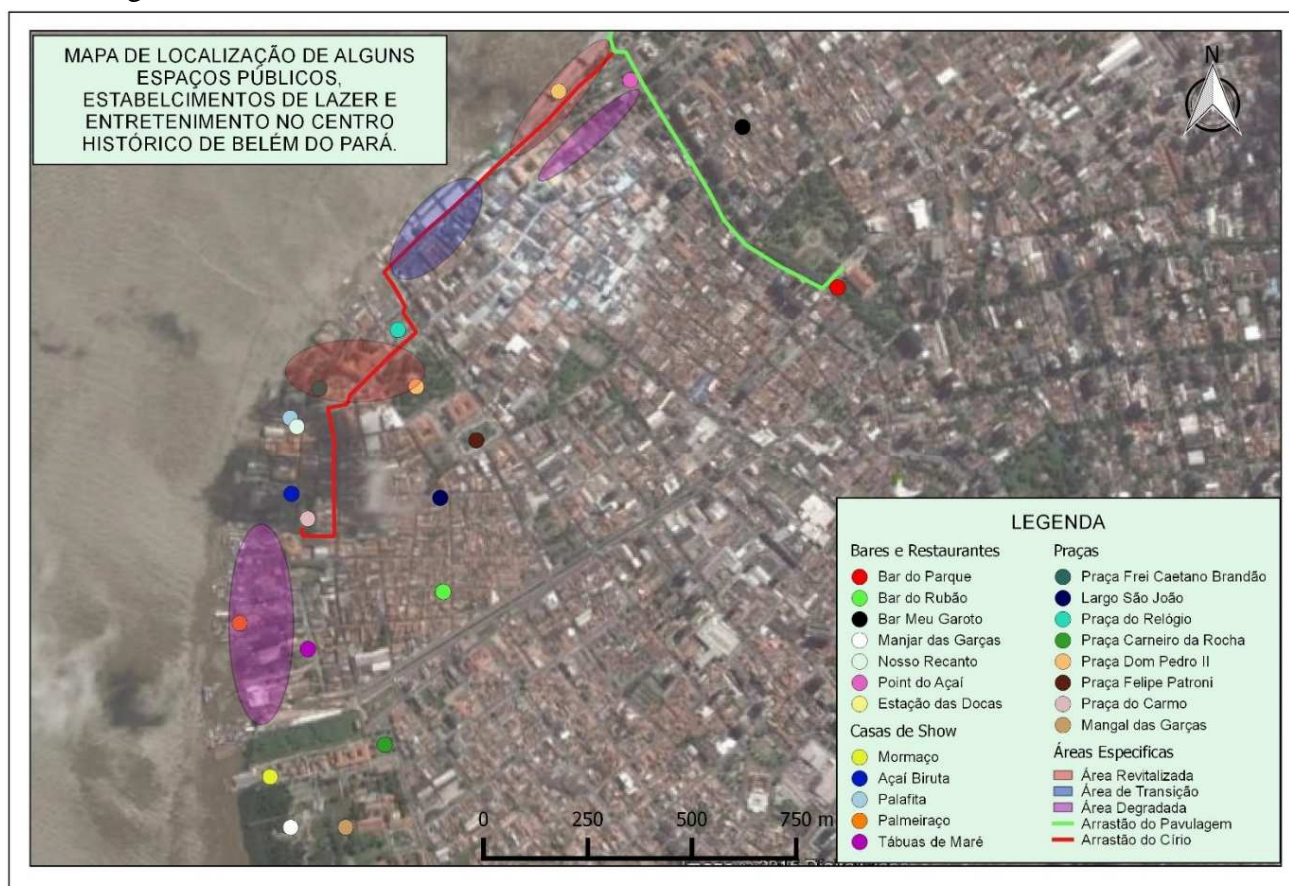 MAPA DE LOCALIZAÇÃO DE ALGUNS
ESPAÇOS PÚBLICOS,
ESTABELCIMENTOS DE LAZER E
ENTRETENIMENTO NO CENTRO
HISTÓRICO DE BELÉM DO PARÁ.
N
LEGENDA
Bares e Restaurantes
Bar do Parque
Bar do Rubão
Bar Meu Garoto
Manjar das Garças
Nosso Recanto
Point do Açaí
Estação das Docas
Casas de Show
Mormaço
Açaí Biruta
Palafita
Palmeiraço
Tábuas de Maré
Praças
Praça Frei Caetano Brandão
Largo São João
Praça do Relógio
Praça Carneiro da Rocha
Praça Dom Pedro II
Praça Felipe Patroni
Praça do Carmo
Mangal das Garças
Áreas Especificas
Área Revitalizada
Área de Transição
Área Degradada
Arrastão do Pavulagem
Arrastão do Círio
0 250 500 750 m